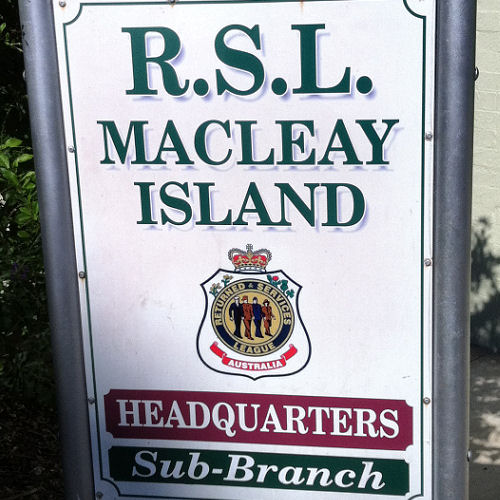 R.S.L.
MACLEAY
ISLAND
RETURNED & SERVICES
LEAGUE
AUSTRALIA
HEADQUARTERS
Sub-Branch